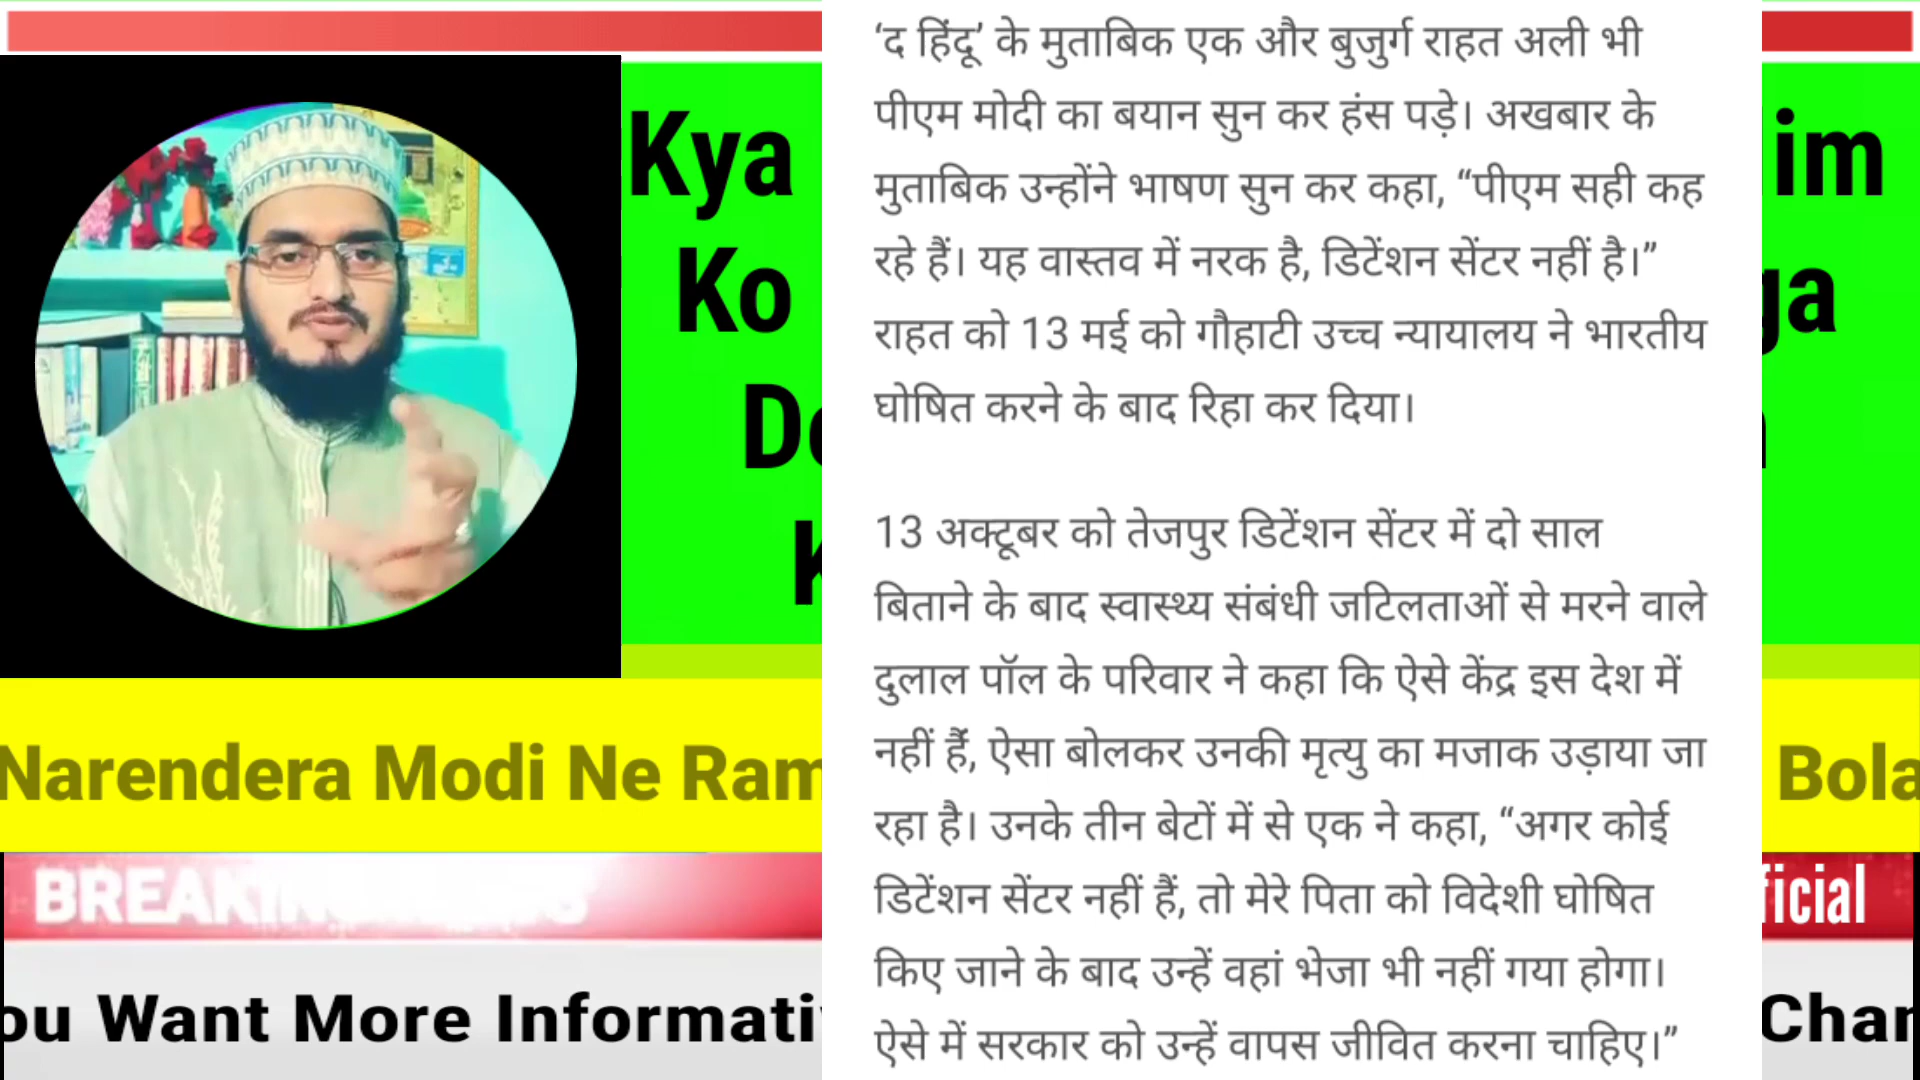 Kya
Ko
im
ga
‘द हिंदू’ के मुताबिक एक और बुजुर्ग राहत अली भी
पीएम मोदी का बयान सुन कर हंस पड़े। अखबार के
मुताबिक उन्होंने भाषण सुन कर कहा, “पीएम सही कह
रहे हैं। यह वास्तव में नरक है, डिटेंशन सेंटर नहीं है।”
राहत को 13 मई को गौहाटी उच्च न्यायालय ने भारतीय
घोषित करने के बाद रिहा कर दिया।
13 अक्टूबर को तेजपुर डिटेंशन सेंटर में दो साल
बिताने के बाद स्वास्थ्य संबंधी जटिलताओं से मरने वाले
दुलाल पॉल के परिवार ने कहा कि ऐसे केंद्र इस देश में
नहीं हैं, ऐसा बोलकर उनकी मृत्यु का मजाक उड़ाया जा
रहा है। उनके तीन बेटों में से एक ने कहा, “अगर कोई
डिटेंशन सेंटर नहीं हैं, तो मेरे पिता को विदेशी घोषित
किए जाने के बाद उन्हें वहां भेजा भी नहीं गया होगा।
ऐसे में सरकार को उन्हें वापस जीवित करना चाहिए।”
Narendera Modi Ne Ram Bola
BREAKING NEWS ficial
ou Want More Informati Chan